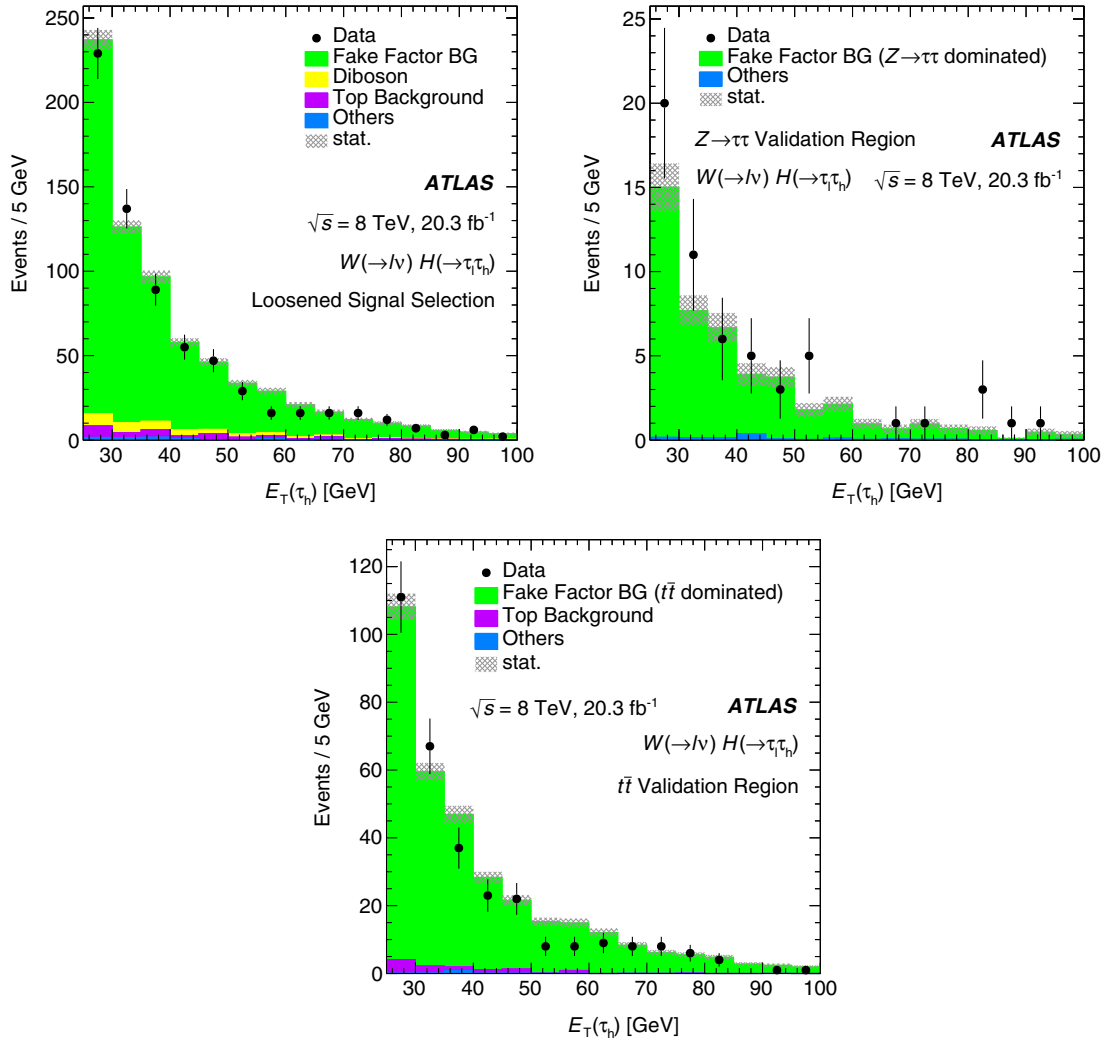 Events / 5 GeV
250
200
150
100
50
0
Data
Fake Factor BG
Diboson
Top Background
Others
stat.
ATLAS
√s = 8 TeV, 20.3 fb⁻¹
W(→lν) H(→τₗτₕ)
Loosened Signal Selection
30 40 50 60 70 80 90 100
E_T(τₕ) [GeV]
Events / 5 GeV
25
20
15
10
5
0
Data
Fake Factor BG (Z→ττ dominated)
Others
stat.
Z→ττ Validation Region ATLAS
W(→lν) H(→τₗτₕ) √s = 8 TeV, 20.3 fb⁻¹
30 40 50 60 70 80 90 100
E_T(τₕ) [GeV]
Events / 5 GeV
120
100
80
60
40
20
0
Data
Fake Factor BG (tt̄ dominated)
Top Background
Others
stat.
√s = 8 TeV, 20.3 fb⁻¹ ATLAS
W(→lν) H(→τₗτₕ)
tt̄ Validation Region
30 40 50 60 70 80 90 100
E_T(τₕ) [GeV]